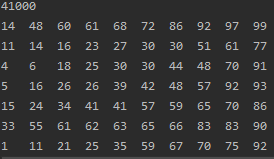 41000
14 48 60 61 68 72 86 92 97 99
11 14 16 23 27 30 30 51 61 77
4 6 18 25 30 30 44 48 70 91
5 16 26 26 39 42 48 57 92 93
15 24 34 41 41 57 59 65 70 86
33 55 61 62 63 65 66 83 83 90
1 11 21 25 35 59 67 70 75 92